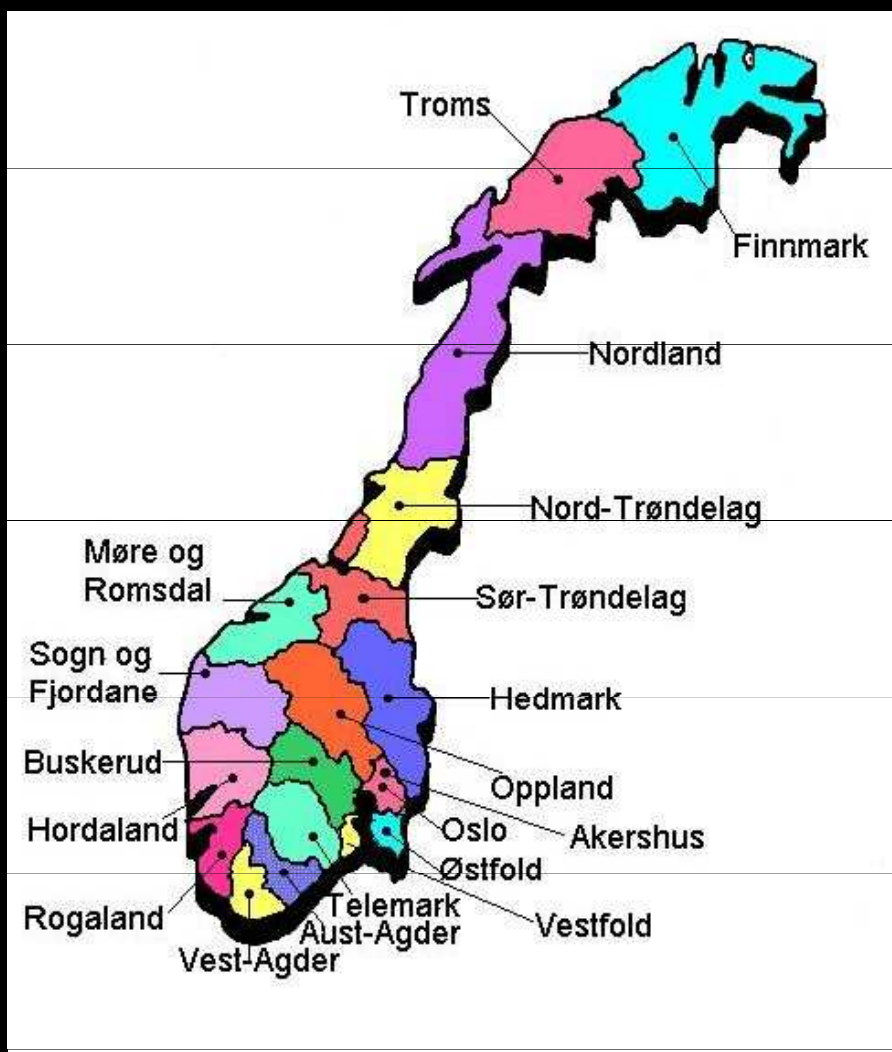 Troms
Finnmark
Nordland
Nord-Trøndelag
Møre og
Romsdal
Sør-Trøndelag
Sogn og
Fjordane
Hedmark
Buskerud
Oppland
Hordaland
Oslo
Akershus
Østfold
Rogaland
Telemark
Vestfold
Aust-Agder
Vest-Agder